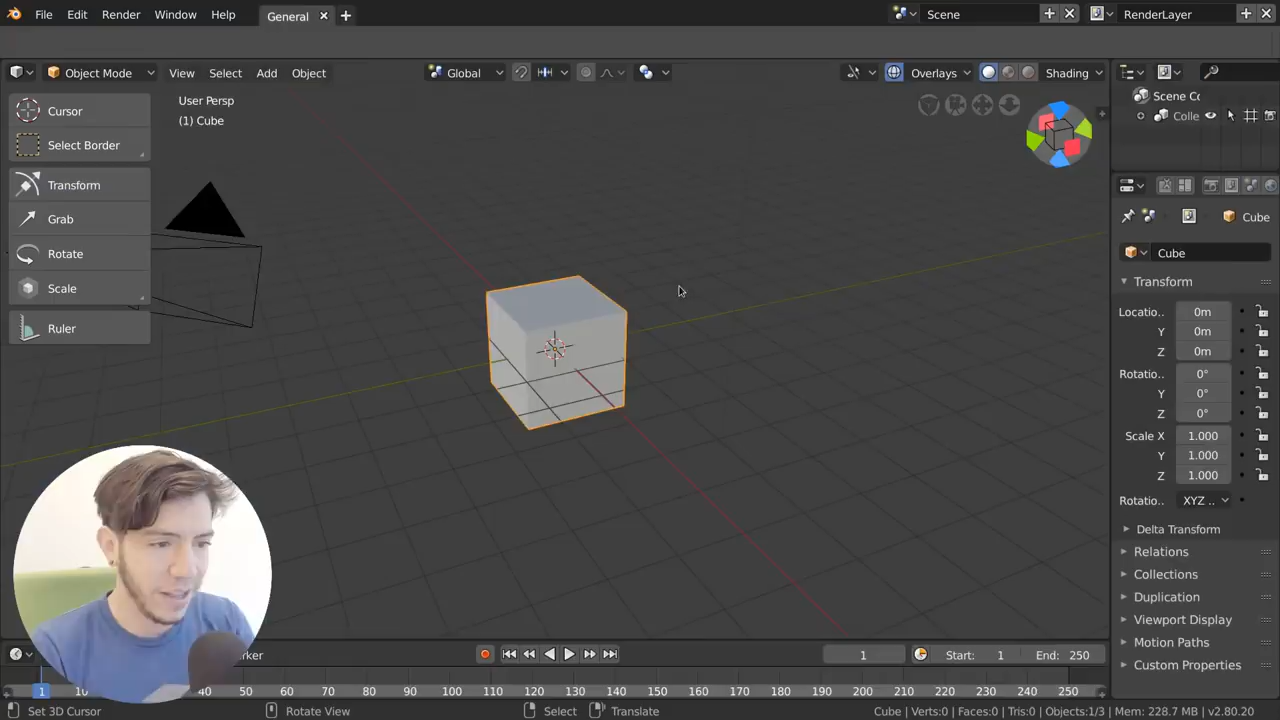 File Edit Render Window Help General Scene RenderLayer
Object Mode View Select Add Object Global Overlays Shading
Cursor
Select Border
Transform
Grab
Rotate
Scale
Ruler
User Persp
(1) Cube
Scene Cc
Colle
Cube
Cube
Transform
Locatio.. 0m
Y 0m
Z 0m
Rotatio.. 0°
Y 0°
Z 0°
Scale X 1.000
Y 1.000
Z 1.000
Rotatio.. XYZ ..
Delta Transform
Relations
Collections
Duplication
Viewport Display
Motion Paths
Custom Properties
rker 1 Start: 1 End: 250
1 10 40 50 60 70 80 90 100 110 120 130 140 150 160 170 180 190 200 210 220 230 240 250
Set 3D Cursor Rotate View Select Translate Cube | Verts:0 | Faces:0 | Tris:0 | Objects:1/3 | Mem: 228.7 MB | v2.80.20